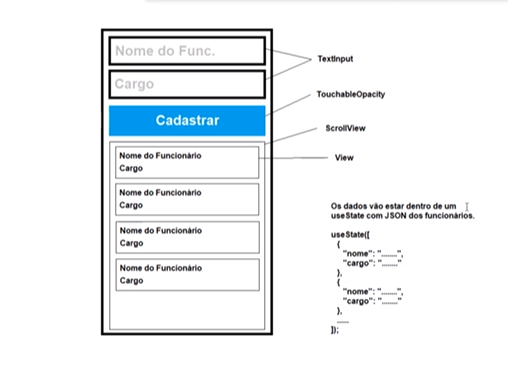 Nome do Func.
Cargo
Cadastrar
Nome do Funcionário
Cargo
Nome do Funcionário
Cargo
Nome do Funcionário
Cargo
Nome do Funcionário
Cargo
TextInput
TouchableOpacity
ScrollView
View
Os dados vão estar dentro de um
useState com JSON dos funcionários.
useState([
{
"nome": ".......",
"cargo": "......."
},
{
"nome": ".......",
"cargo": "......."
},
.....
]);